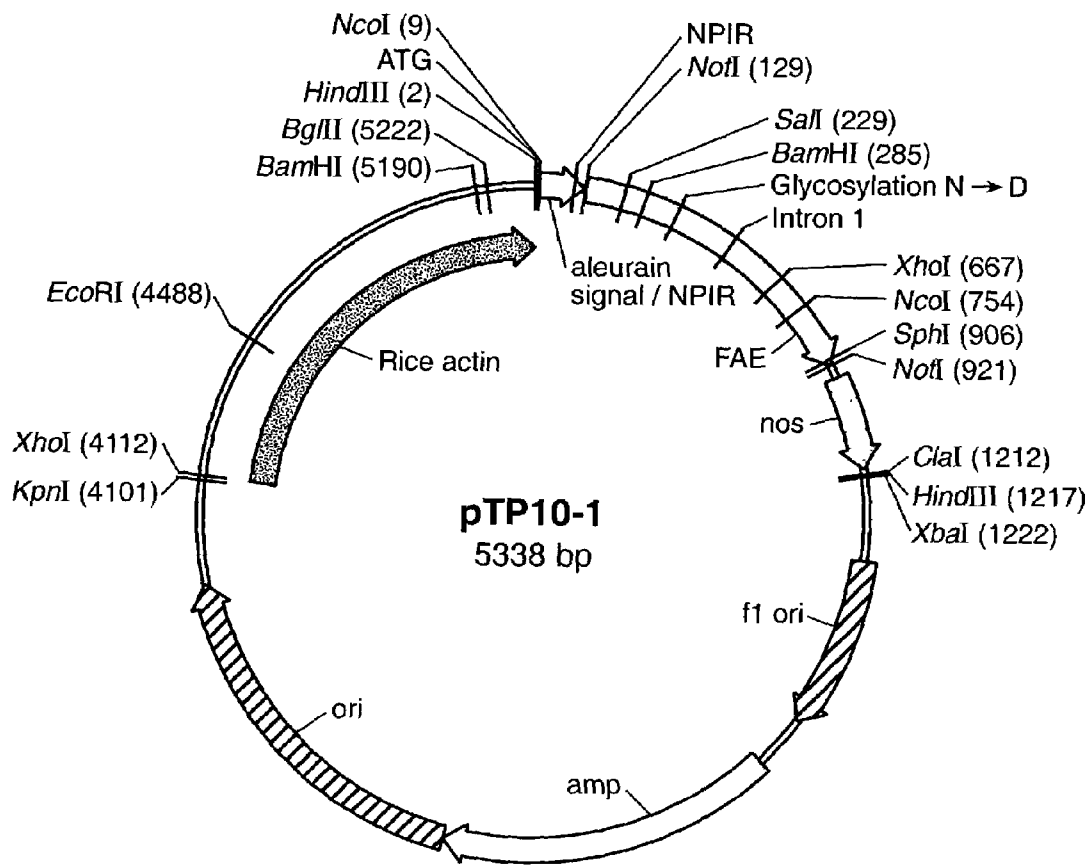 NcoI (9)
ATG
HindIII (2)
BglII (5222)
BamHI (5190)
EcoRI (4488)
XhoI (4112)
KpnI (4101)
NPIR
NotI (129)
SalI (229)
BamHI (285)
Glycosylation N → D
Intron 1
XhoI (667)
NcoI (754)
SphI (906)
NotI (921)
aleurain
signal / NPIR
Rice actin
FAE
nos
ClaI (1212)
HindIII (1217)
XbaI (1222)
pTP10-1
5338 bp
f1 ori
ori
amp